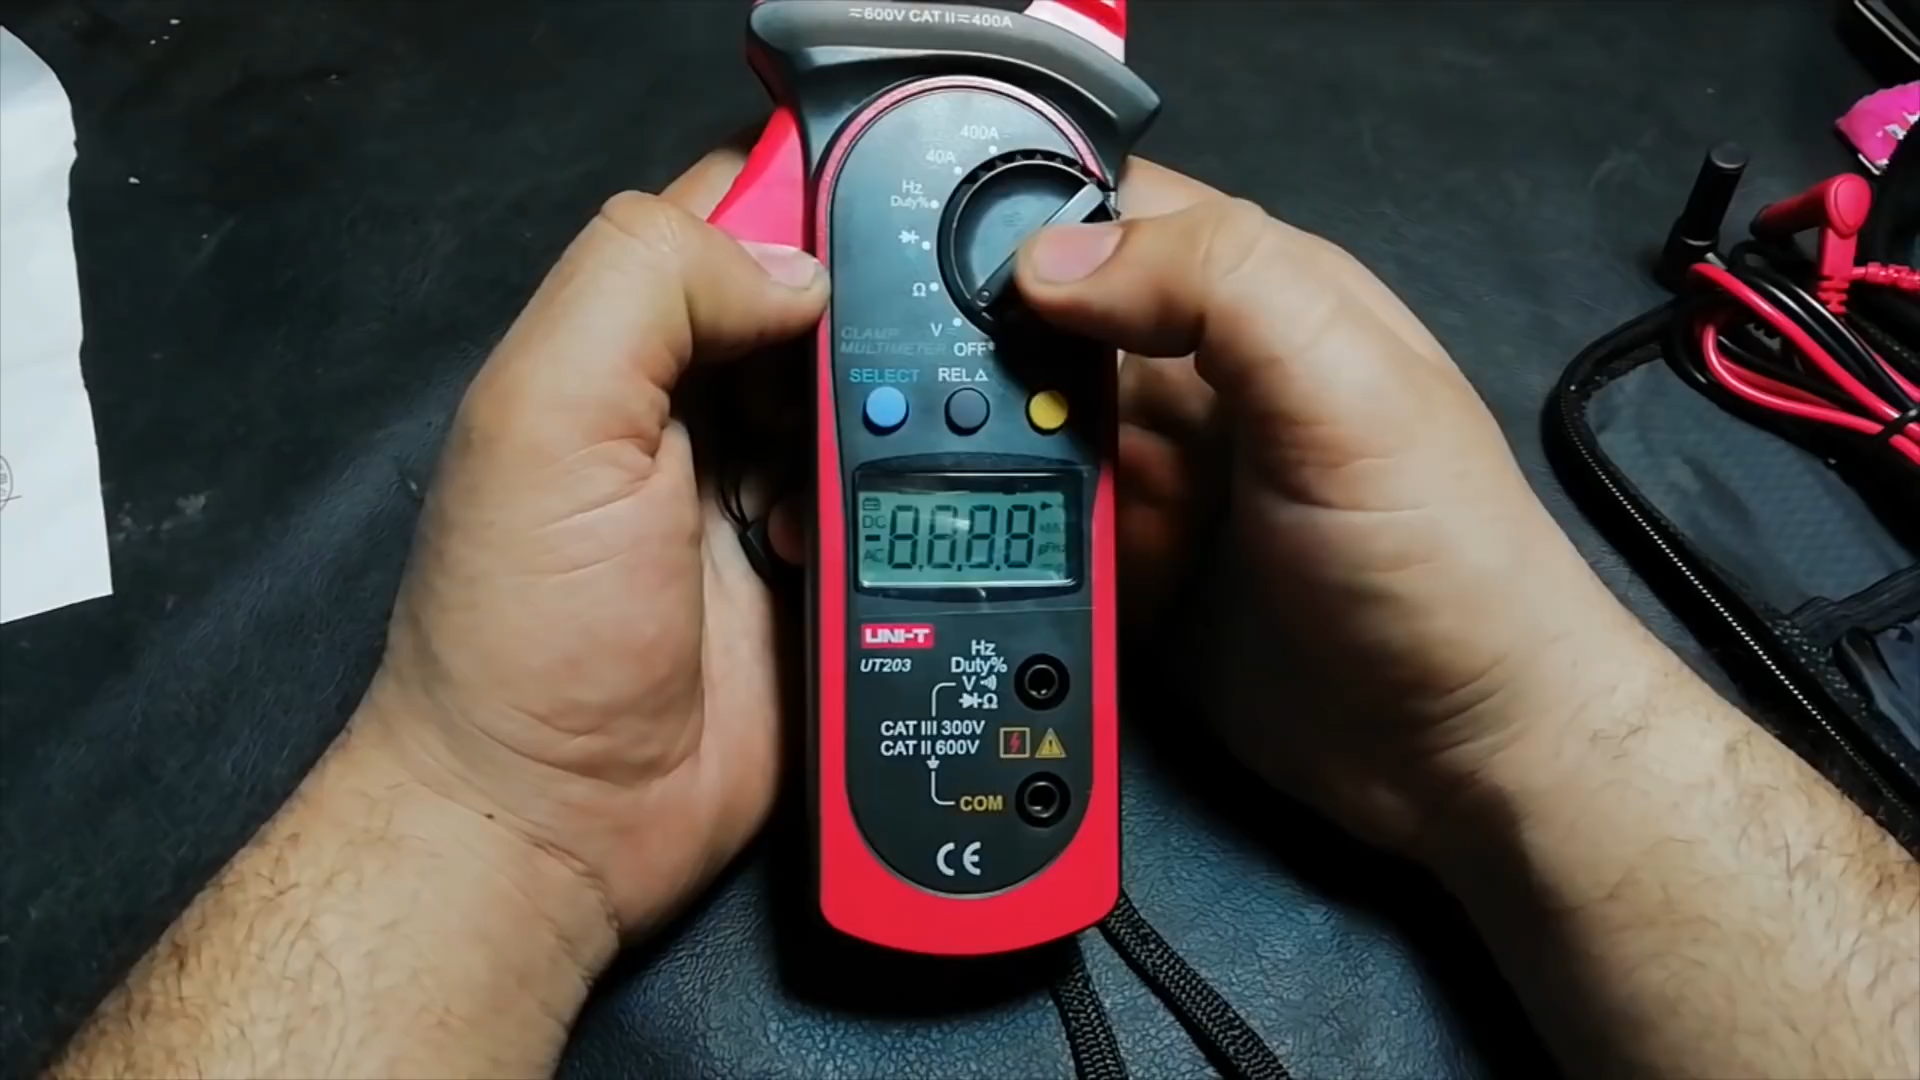 ≂600V CAT II ≂400A
400A
40A
Hz
Duty%
Ω
V
CLAMP
MULTIMETER
OFF
SELECT
REL Δ
DC
AC
-8.8.8.8
UNI-T
UT203
Hz
Duty%
V
Ω
CAT III 300V
CAT II 600V
COM
CE